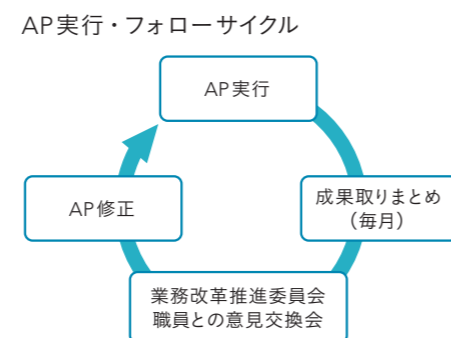 AP実行・フォローサイクル
AP実行
成果取りまとめ
（毎月）
業務改革推進委員会
職員との意見交換会
AP修正